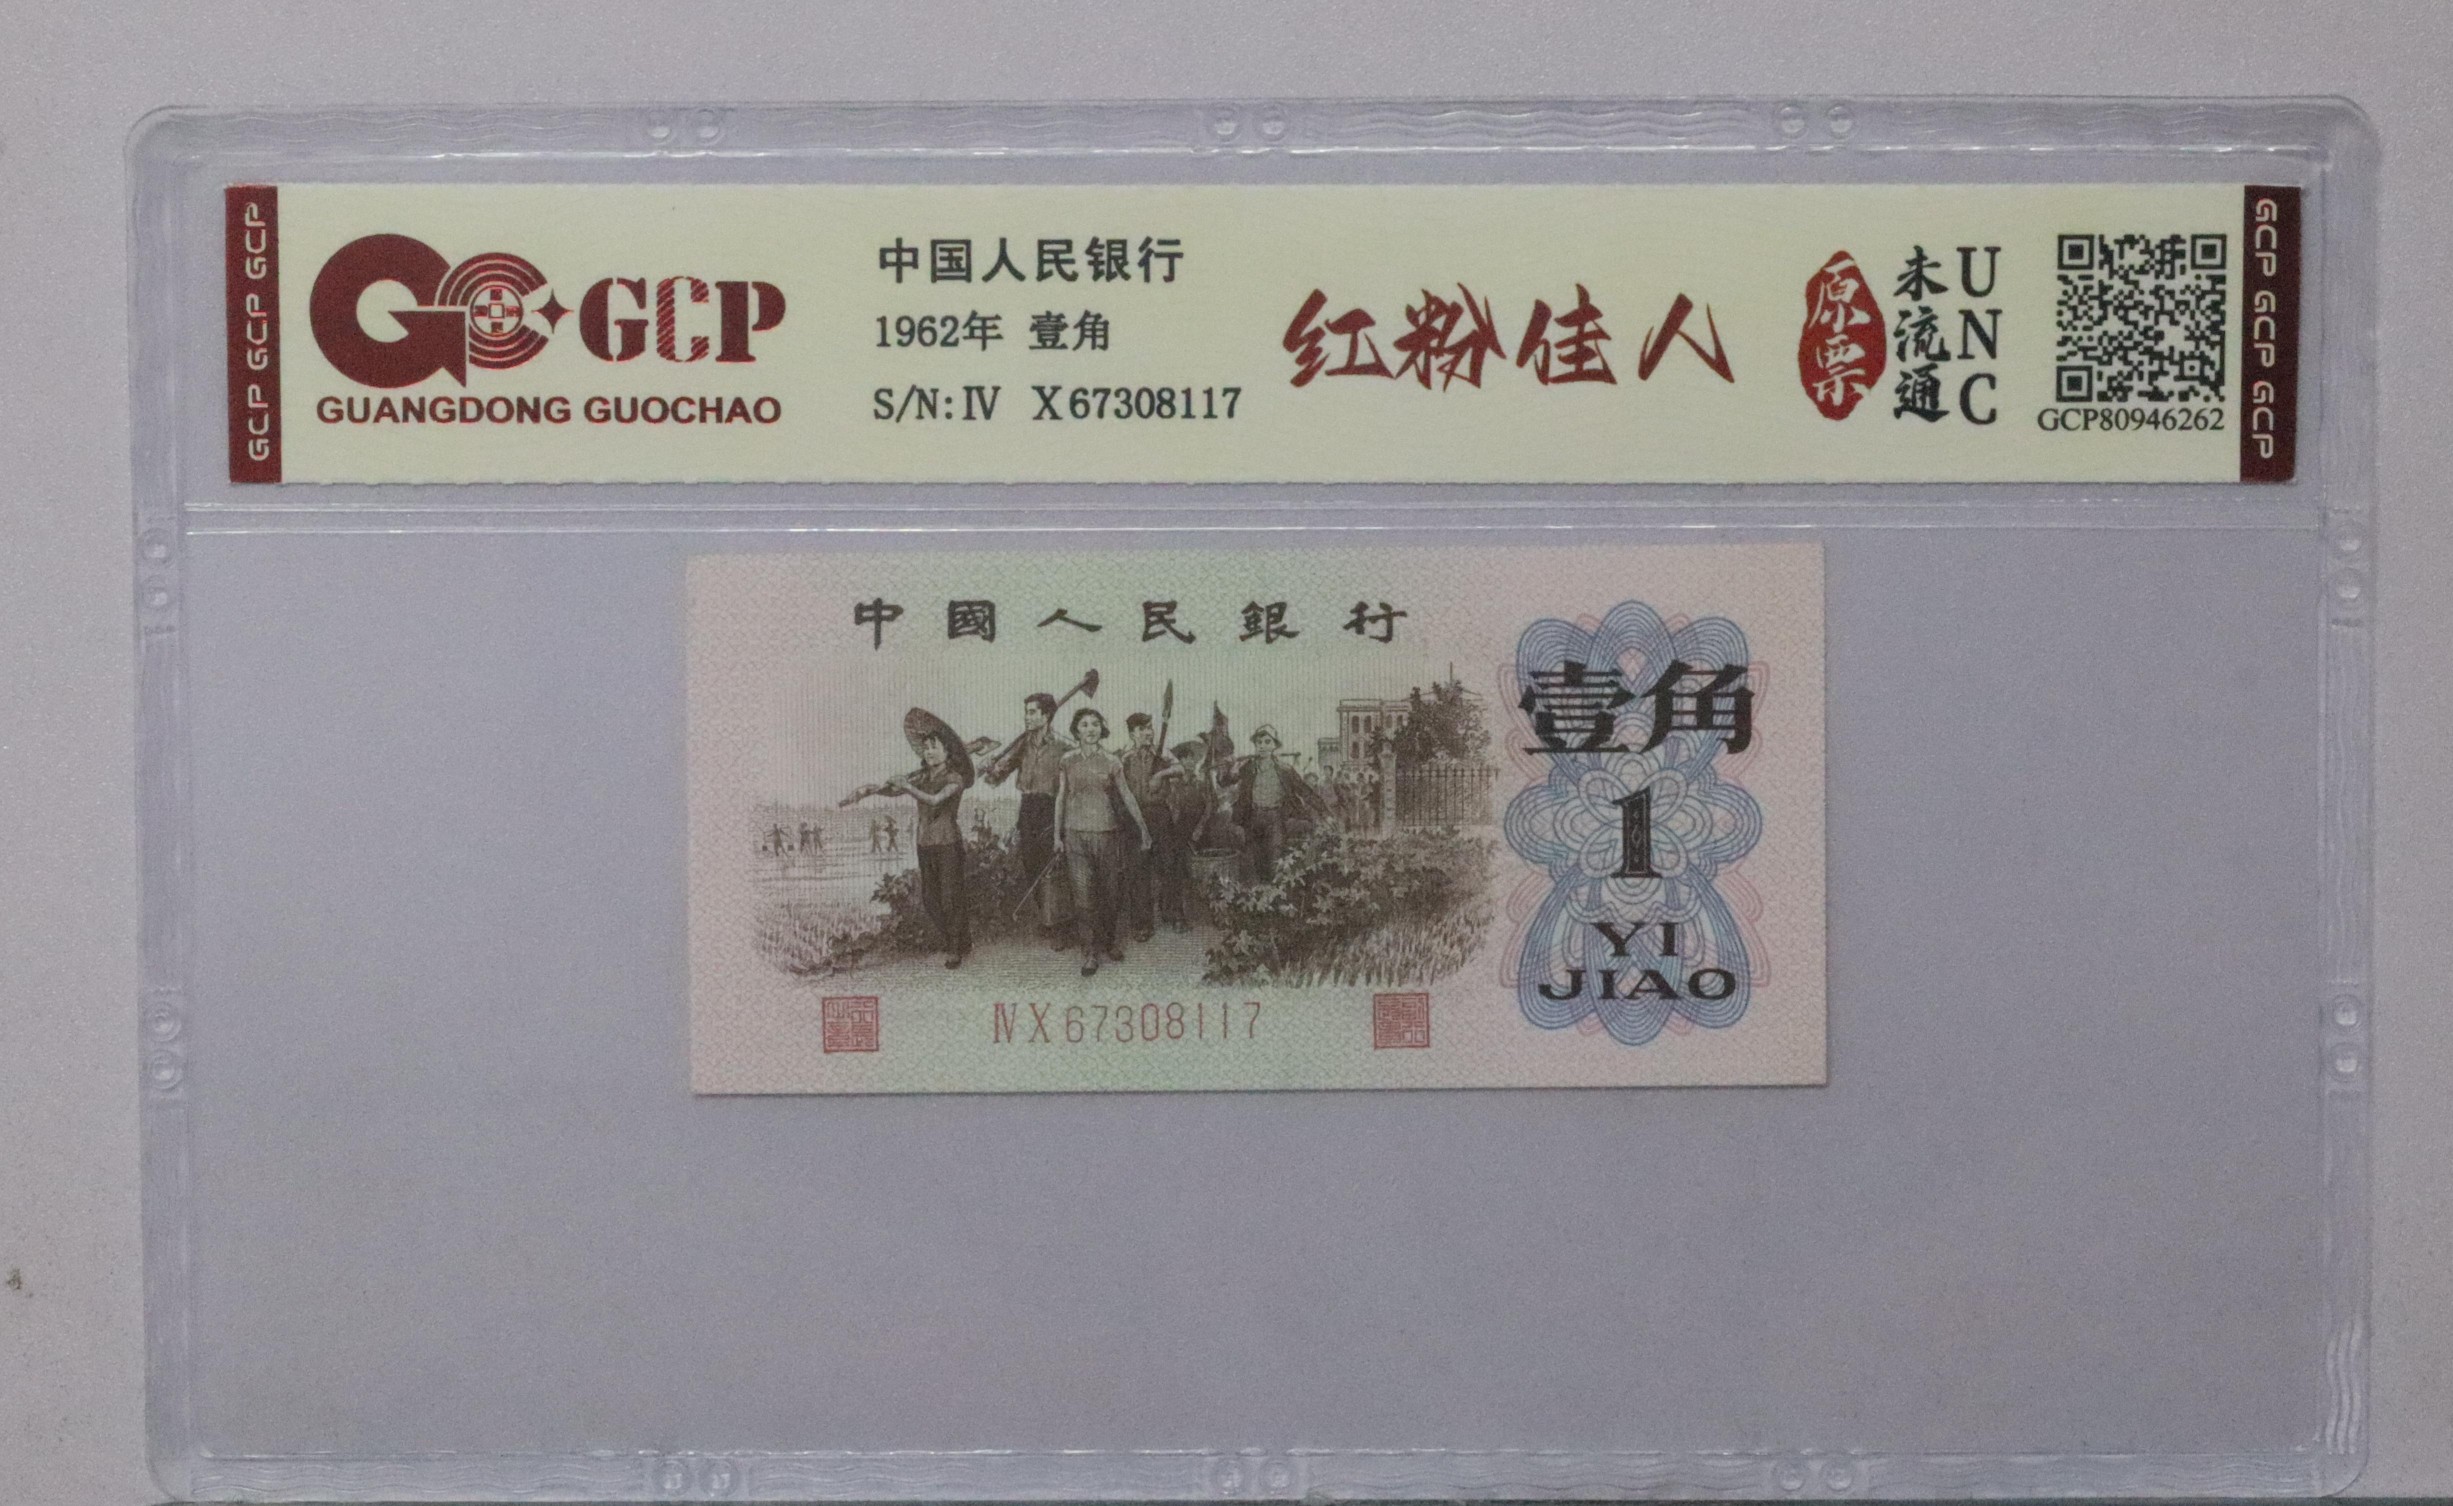 GCP GCP GCP
GCP
GUANGDONG GUOCHAO
中国人民银行
1962年 壹角
S/N: Ⅳ X67308117
红粉佳人
原票
未流通
UNC
GCP80946262
GCP GCP GCP
中國人民銀行
壹角
1
YI
JIAO
ⅣX67308117